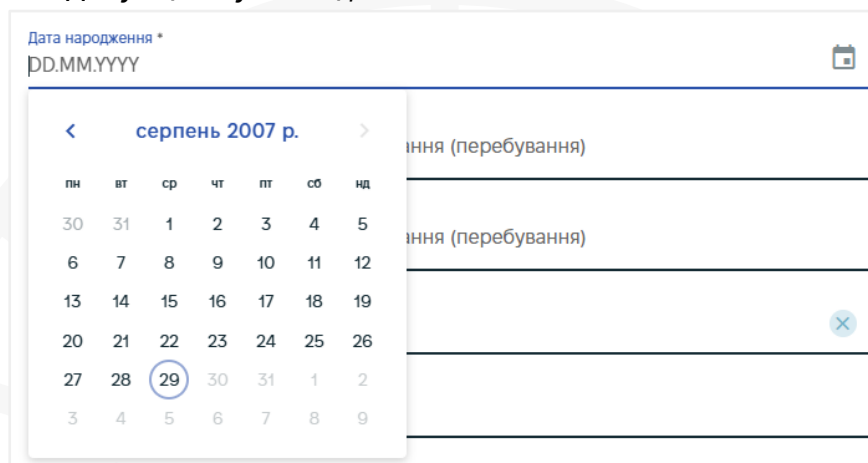 Дата народження *
DD.MM.YYYY
серпень 2007 р.
ання (перебування)
пн вт ср чт пт сб нд
30 31 1 2 3 4 5
ання (перебування)
6 7 8 9 10 11 12
13 14 15 16 17 18 19
20 21 22 23 24 25 26
27 28 29 30 31 1 2
3 4 5 6 7 8 9